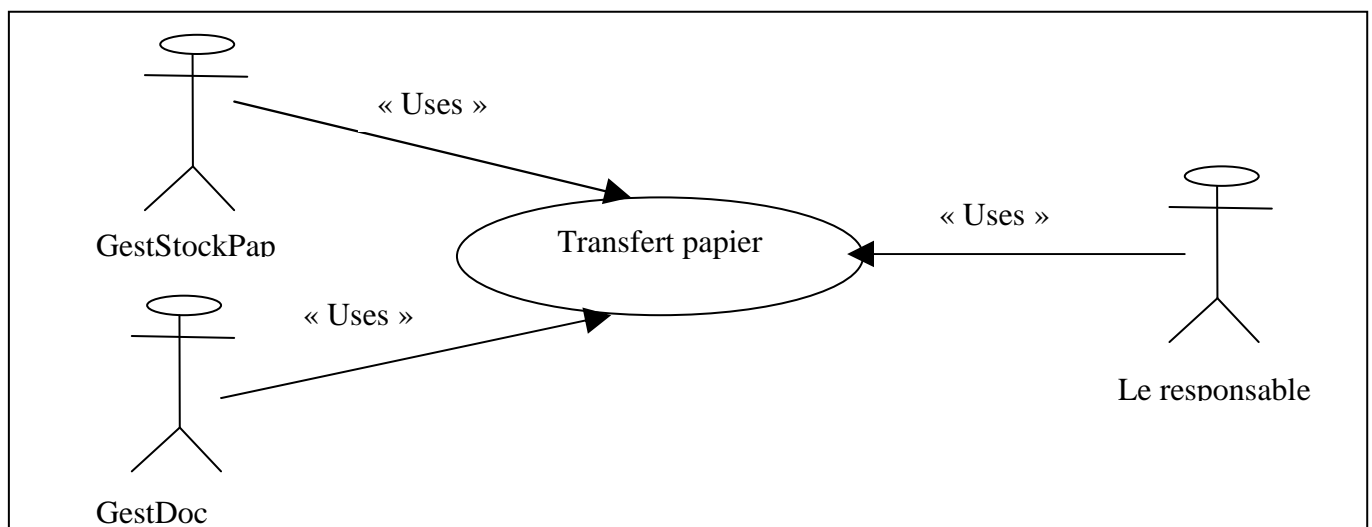 « Uses »
« Uses »
Transfert papier
GestStockPap
« Uses »
Le responsable
GestDoc